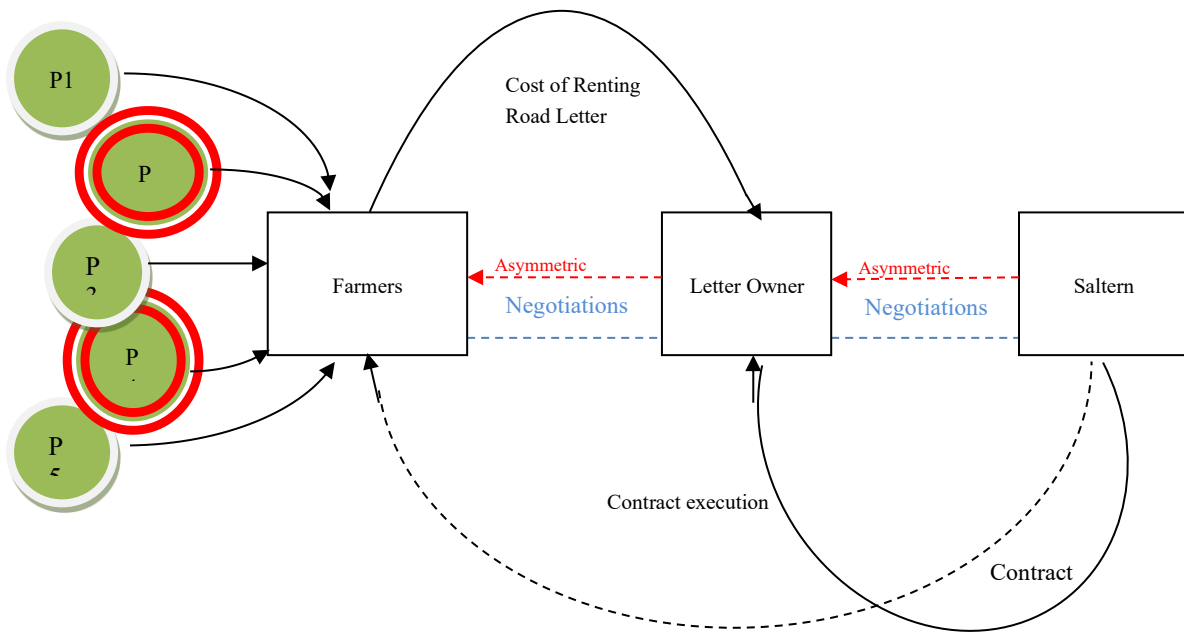 P1
Cost of Renting
Road Letter
P
P
Asymmetric
Asymmetric
Farmers
Letter Owner
Saltern
Negotiations
Negotiations
P
P
Contract execution
Contract